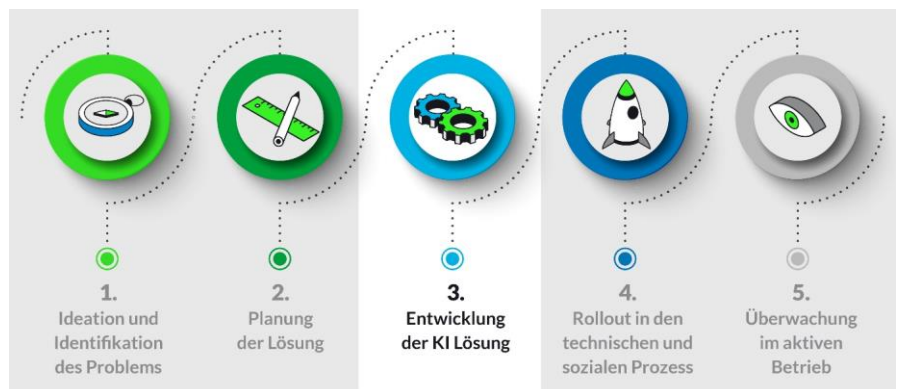 1.
Ideation und
Identifikation
des Problems
2.
Planung
der Lösung
3.
Entwicklung
der KI Lösung
4.
Rollout in den
technischen und
sozialen Prozess
5.
Überwachung
im aktiven
Betrieb